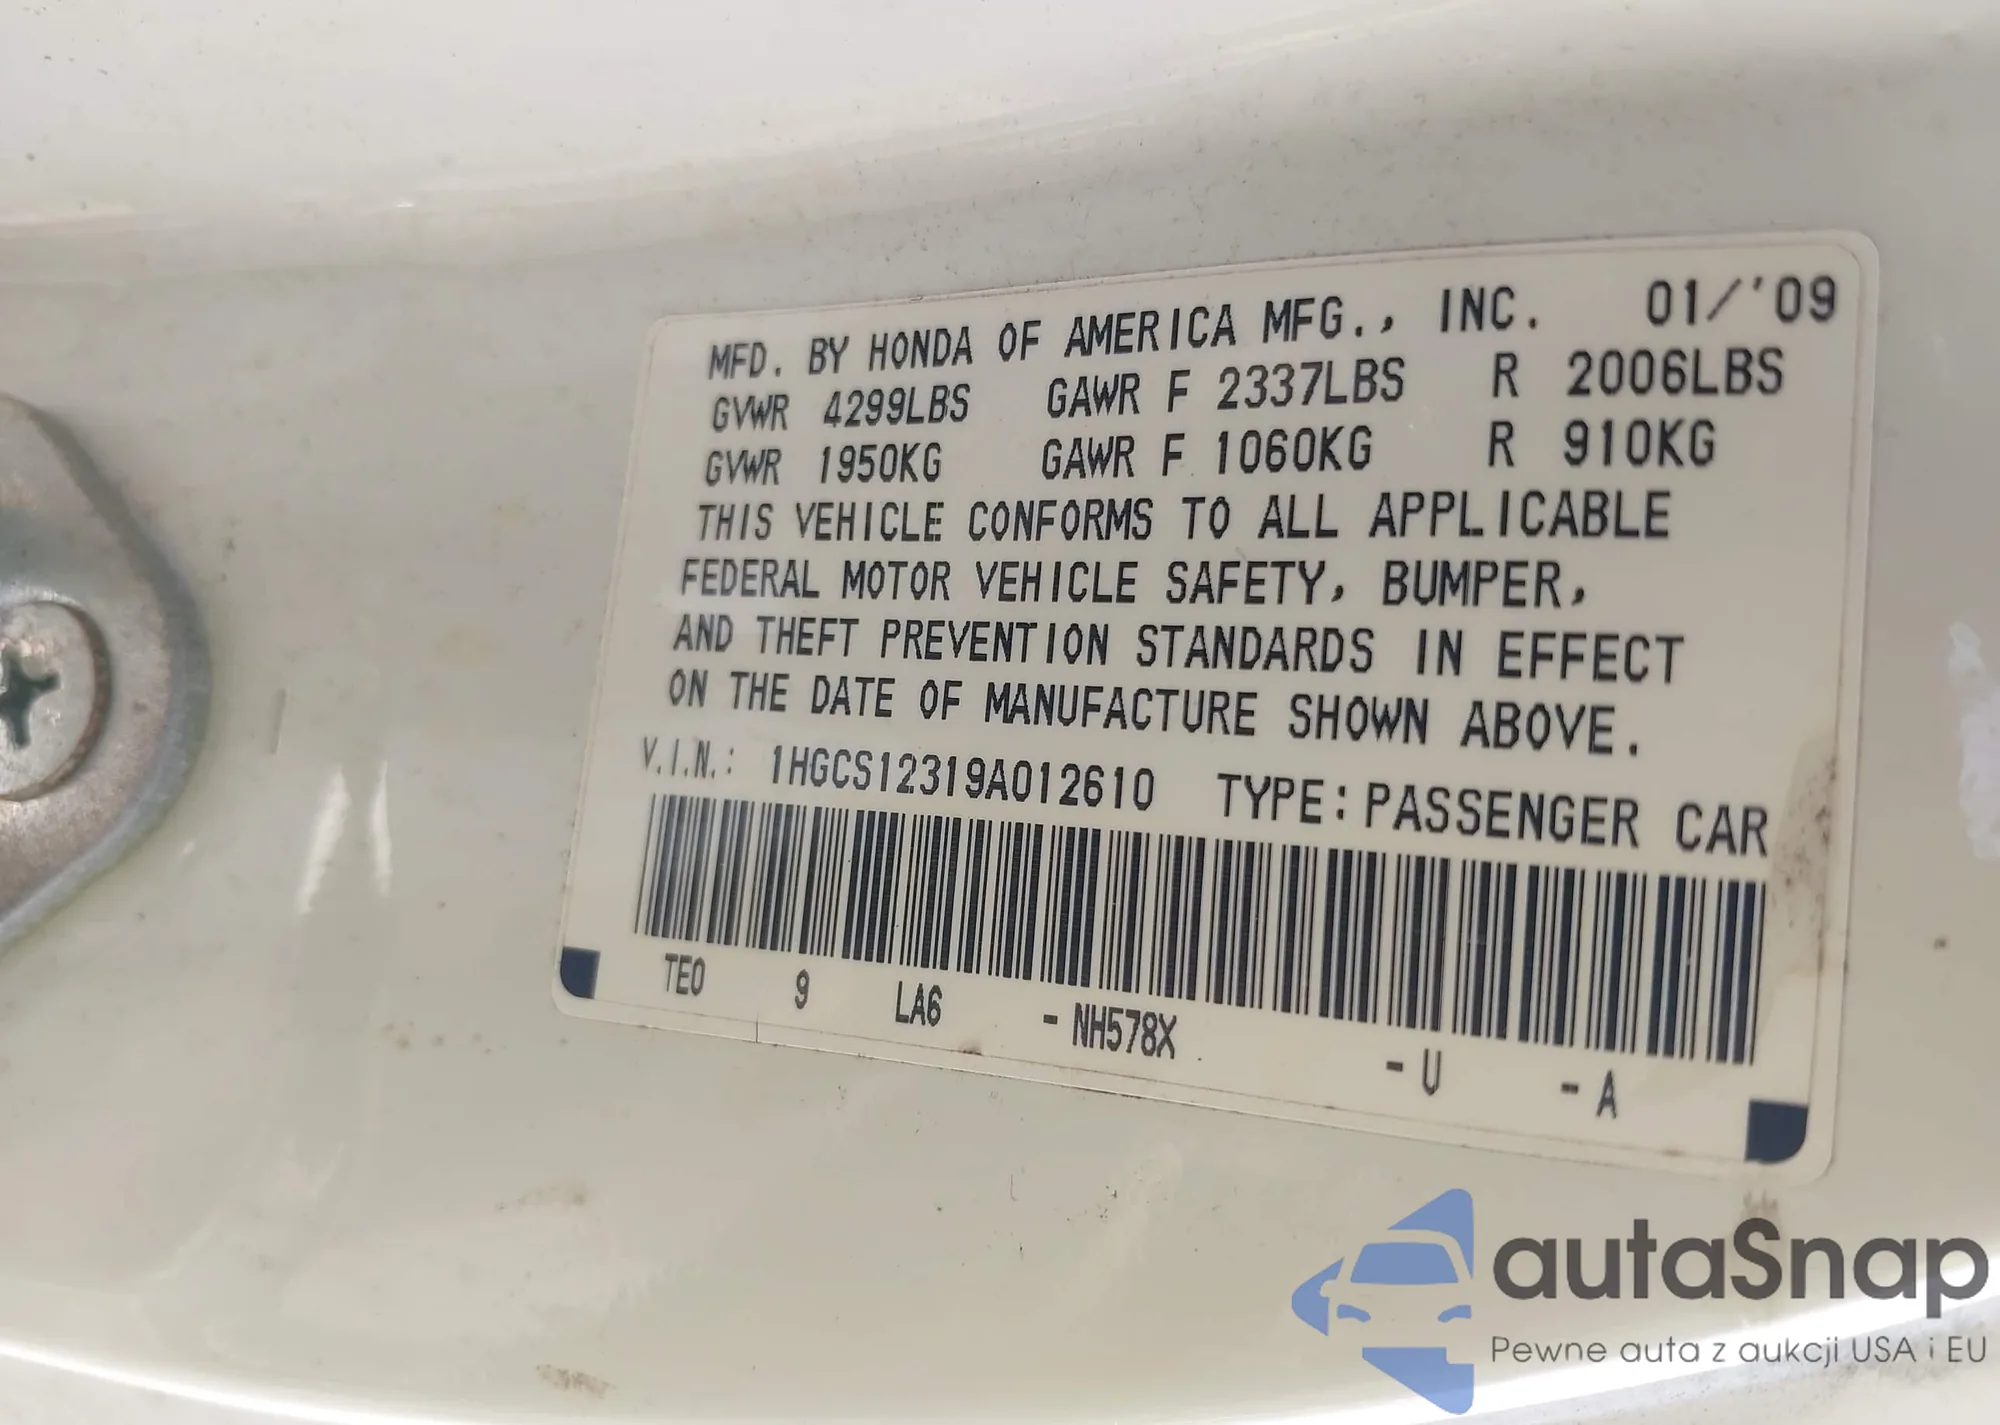 MFD. BY HONDA OF AMERICA MFG., INC. 01/'09
GVWR 4299LBS GAWR F 2337LBS R 2006LBS
GVWR 1950KG GAWR F 1060KG R 910KG
THIS VEHICLE CONFORMS TO ALL APPLICABLE
FEDERAL MOTOR VEHICLE SAFETY, BUMPER,
AND THEFT PREVENTION STANDARDS IN EFFECT
ON THE DATE OF MANUFACTURE SHOWN ABOVE.
V.I.N.: 1HGCS12319A012610 TYPE: PASSENGER CAR
TE0 9 LA6 - NH578X - U - A
autaSnap
Pewne auta z aukcji USA i EU